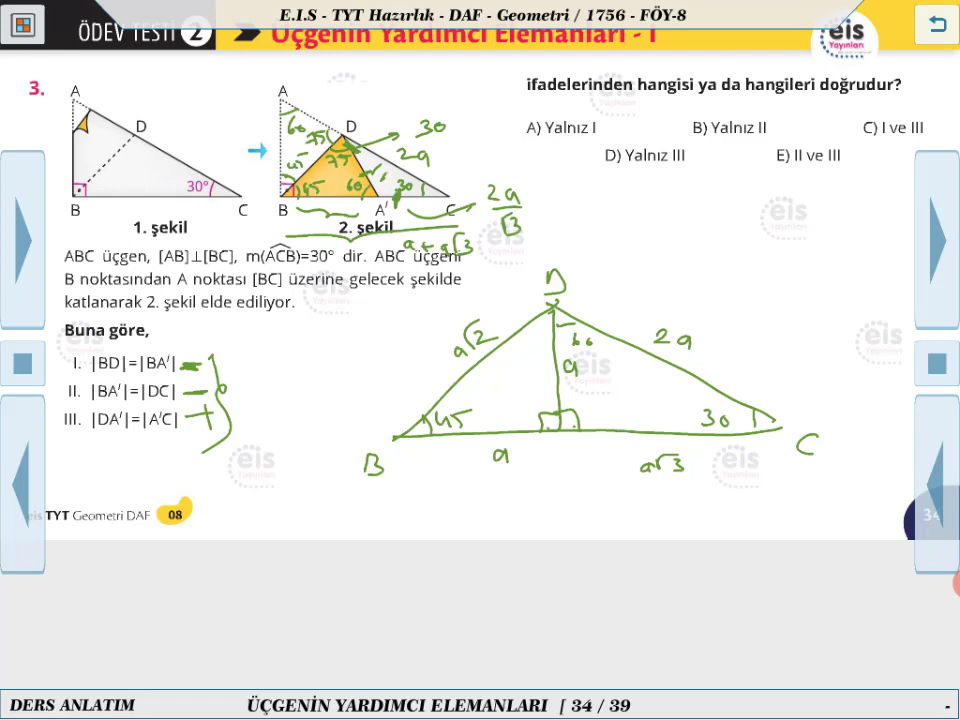 E.I.S - TYT Hazırlık - DAF - Geometri / 1756 - FÖY-8
ÖDEV TESTİ 2 Üçgenin Yardımcı Elemanları - I
eis
Yayınları
3.
A
D
30°
B
C
1. şekil
A
60
75
D
30
45
75
2a
45
60
30
B
A'
C
2a
√3
2. şekil
a + a√3
ABC üçgen, [AB]⊥[BC], m(ACB)=30° dir. ABC üçgeni
B noktasından A noktası [BC] üzerine gelecek şekilde
katlanarak 2. şekil elde ediliyor.
Buna göre,
I. |BD|=|BA'| -
II. |BA'|=|DC| -
III. |DA'|=|A'C| +
ifadelerinden hangisi ya da hangileri doğrudur?
A) Yalnız I B) Yalnız II C) I ve III
D) Yalnız III E) II ve III
D
a√2
60
2a
a
45
30
B
a
a√3
C
eis TYT Geometri DAF 08
34
DERS ANLATIM ÜÇGENİN YARDIMCI ELEMANLARI [ 34 / 39 -